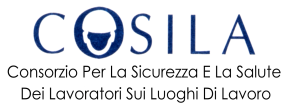 COSILA
Consorzio Per La Sicurezza E La Salute
Dei Lavoratori Sui Luoghi Di Lavoro